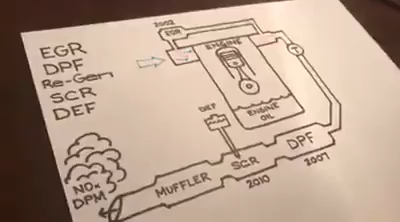 EGR
DPF
Re-Gen
SCR
DEF
2002
EGR
ENGINE
T
ENGINE
OIL
DEF
DPF
2007
SCR
2010
MUFFLER
NOx
DPM